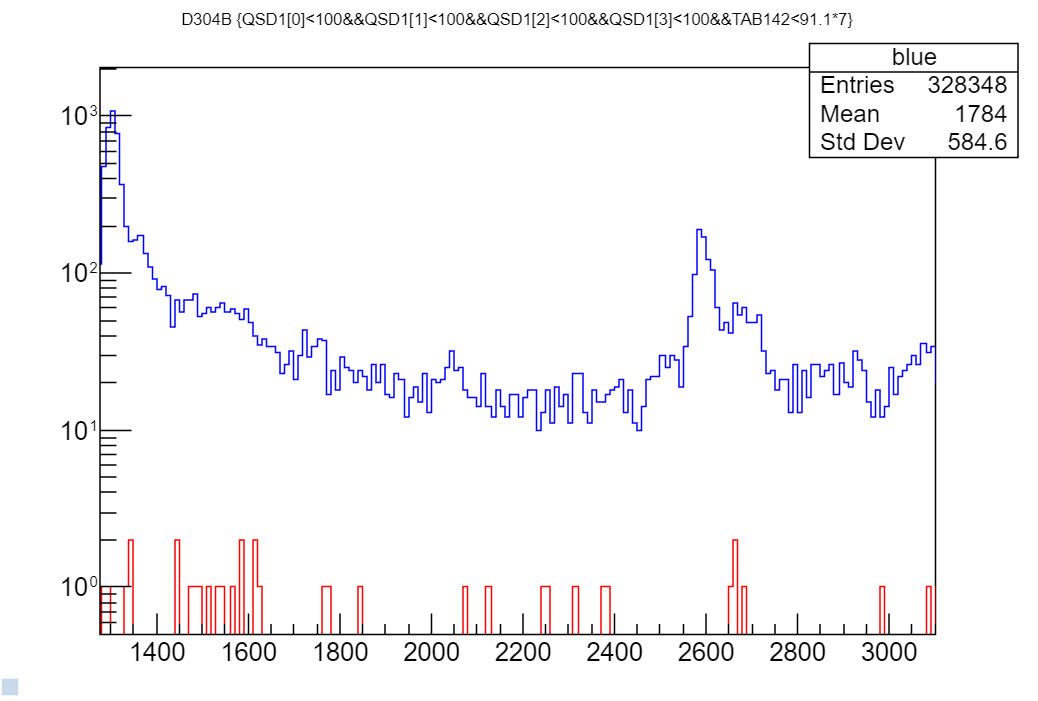 D304B {QSD1[0]<100&&QSD1[1]<100&&QSD1[2]<100&&QSD1[3]<100&&TAB142<91.1*7}
blue
Entries 328348
Mean 1784
Std Dev 584.6
10³
10²
10¹
10⁰
1400 1600 1800 2000 2200 2400 2600 2800 3000